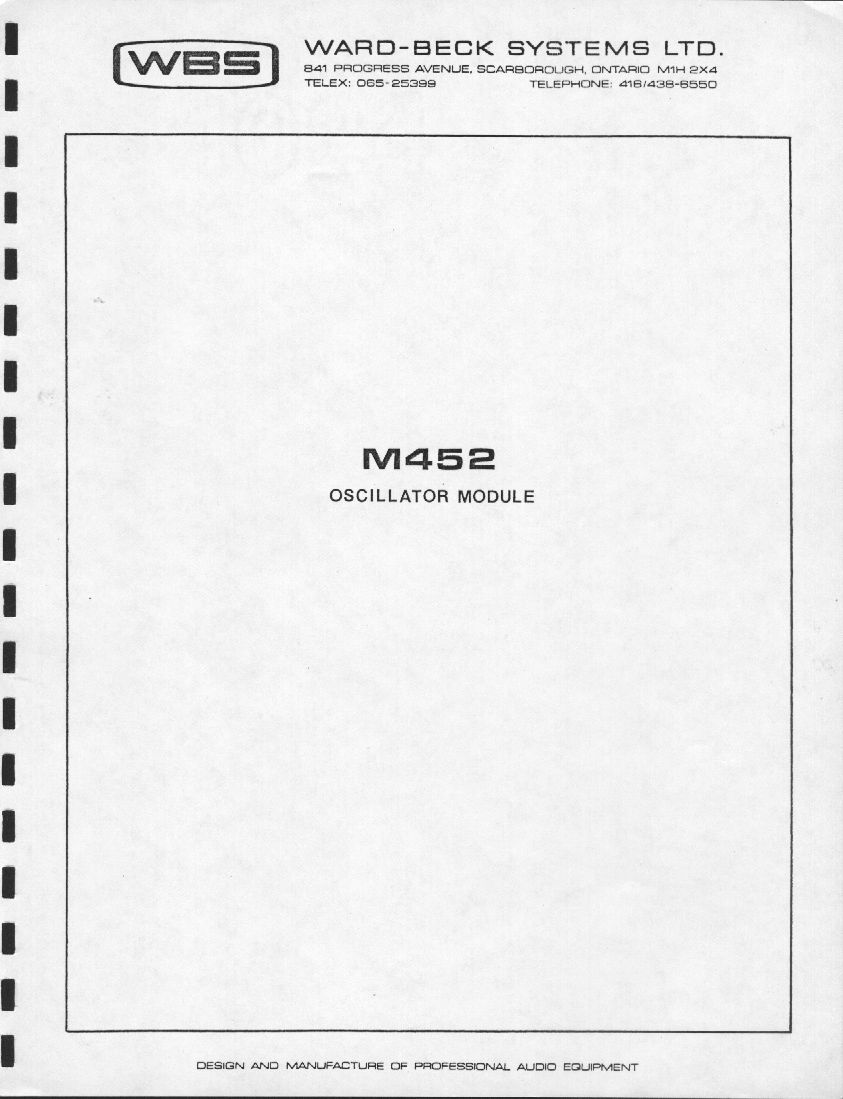 WBS
WARD-BECK SYSTEMS LTD.
841 PROGRESS AVENUE, SCARBOROUGH, ONTARIO M1H 2X4
TELEX: 065-25399 TELEPHONE: 416/438-6550
M452
OSCILLATOR MODULE
DESIGN AND MANUFACTURE OF PROFESSIONAL AUDIO EQUIPMENT